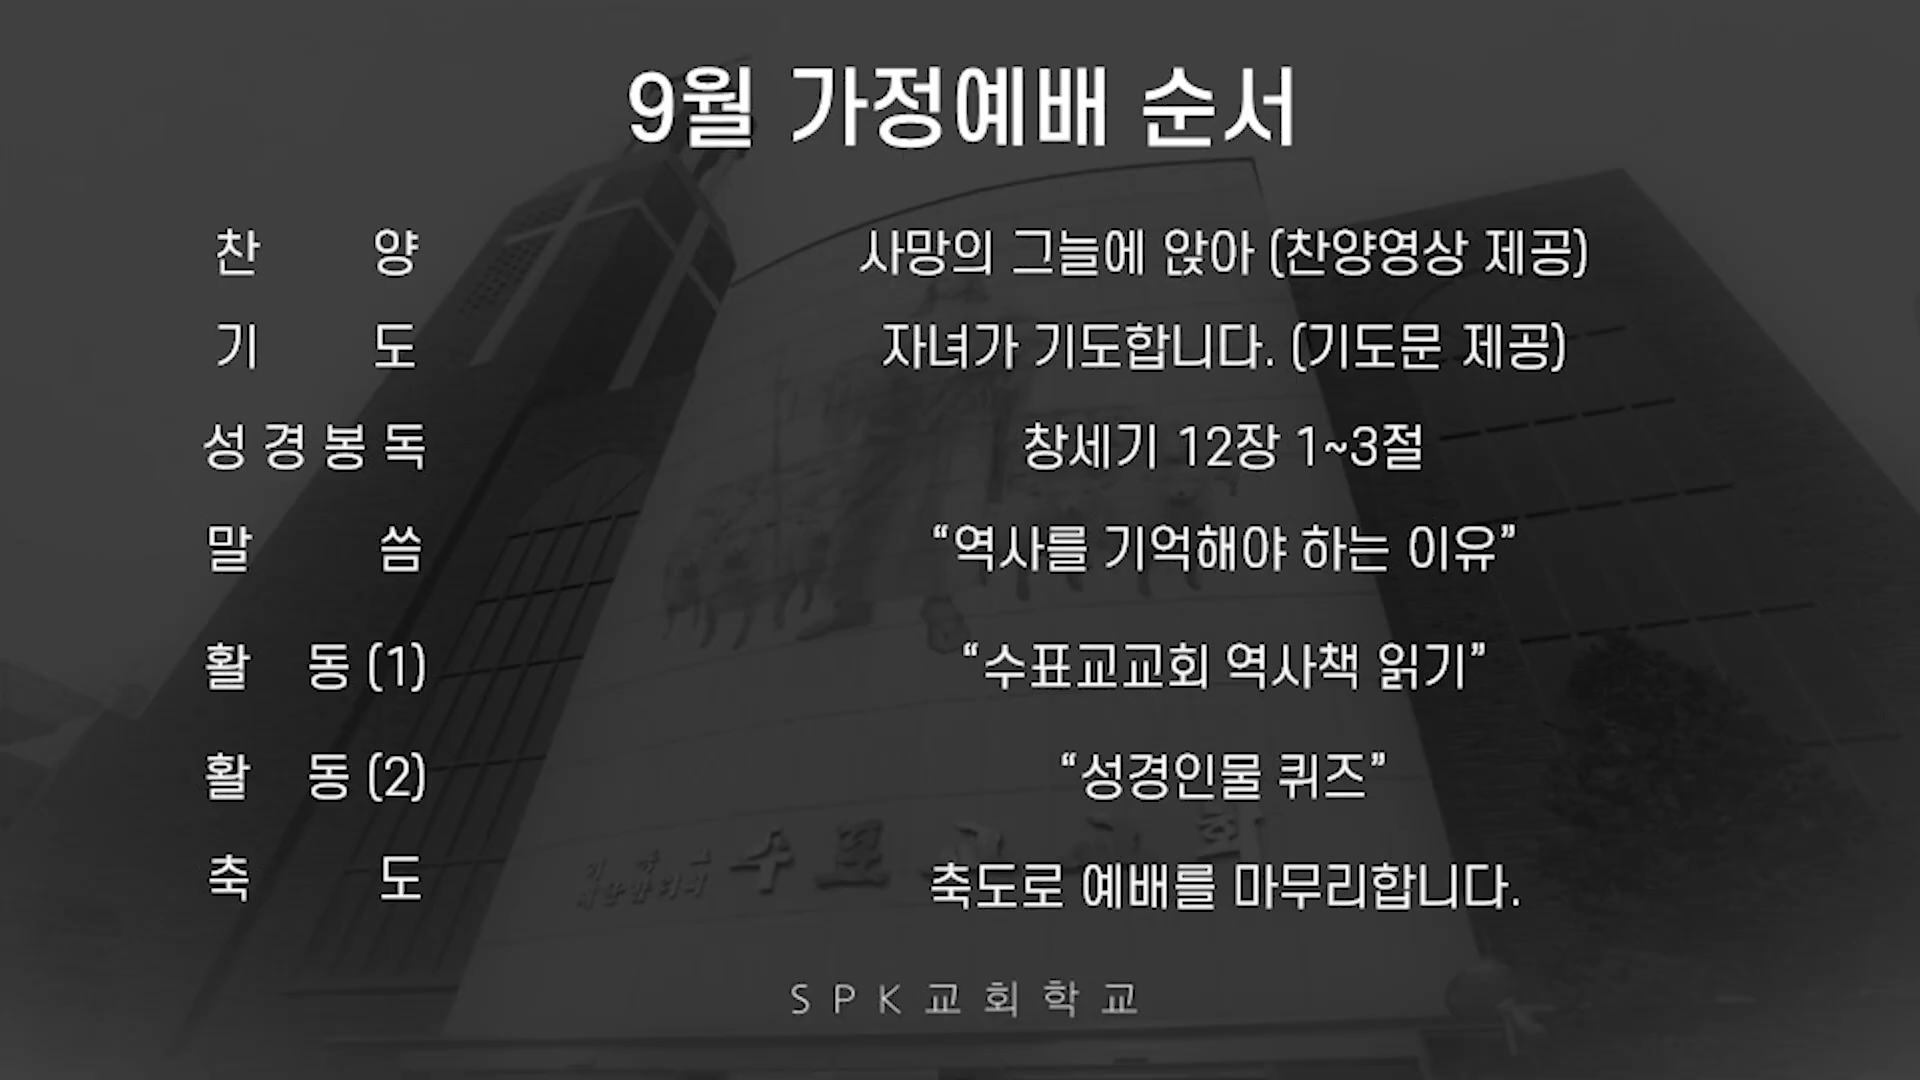 9월 가정예배 순서
찬 양 사망의 그늘에 앉아 (찬양영상 제공)
기 도 자녀가 기도합니다. (기도문 제공)
성 경 봉 독 창세기 12장 1~3절
말 씀 “역사를 기억해야 하는 이유”
활 동 (1) “수표교교회 역사책 읽기”
활 동 (2) “성경인물 퀴즈”
수표교교회
축 도 축도로 예배를 마무리합니다.
S P K 교 회 학 교